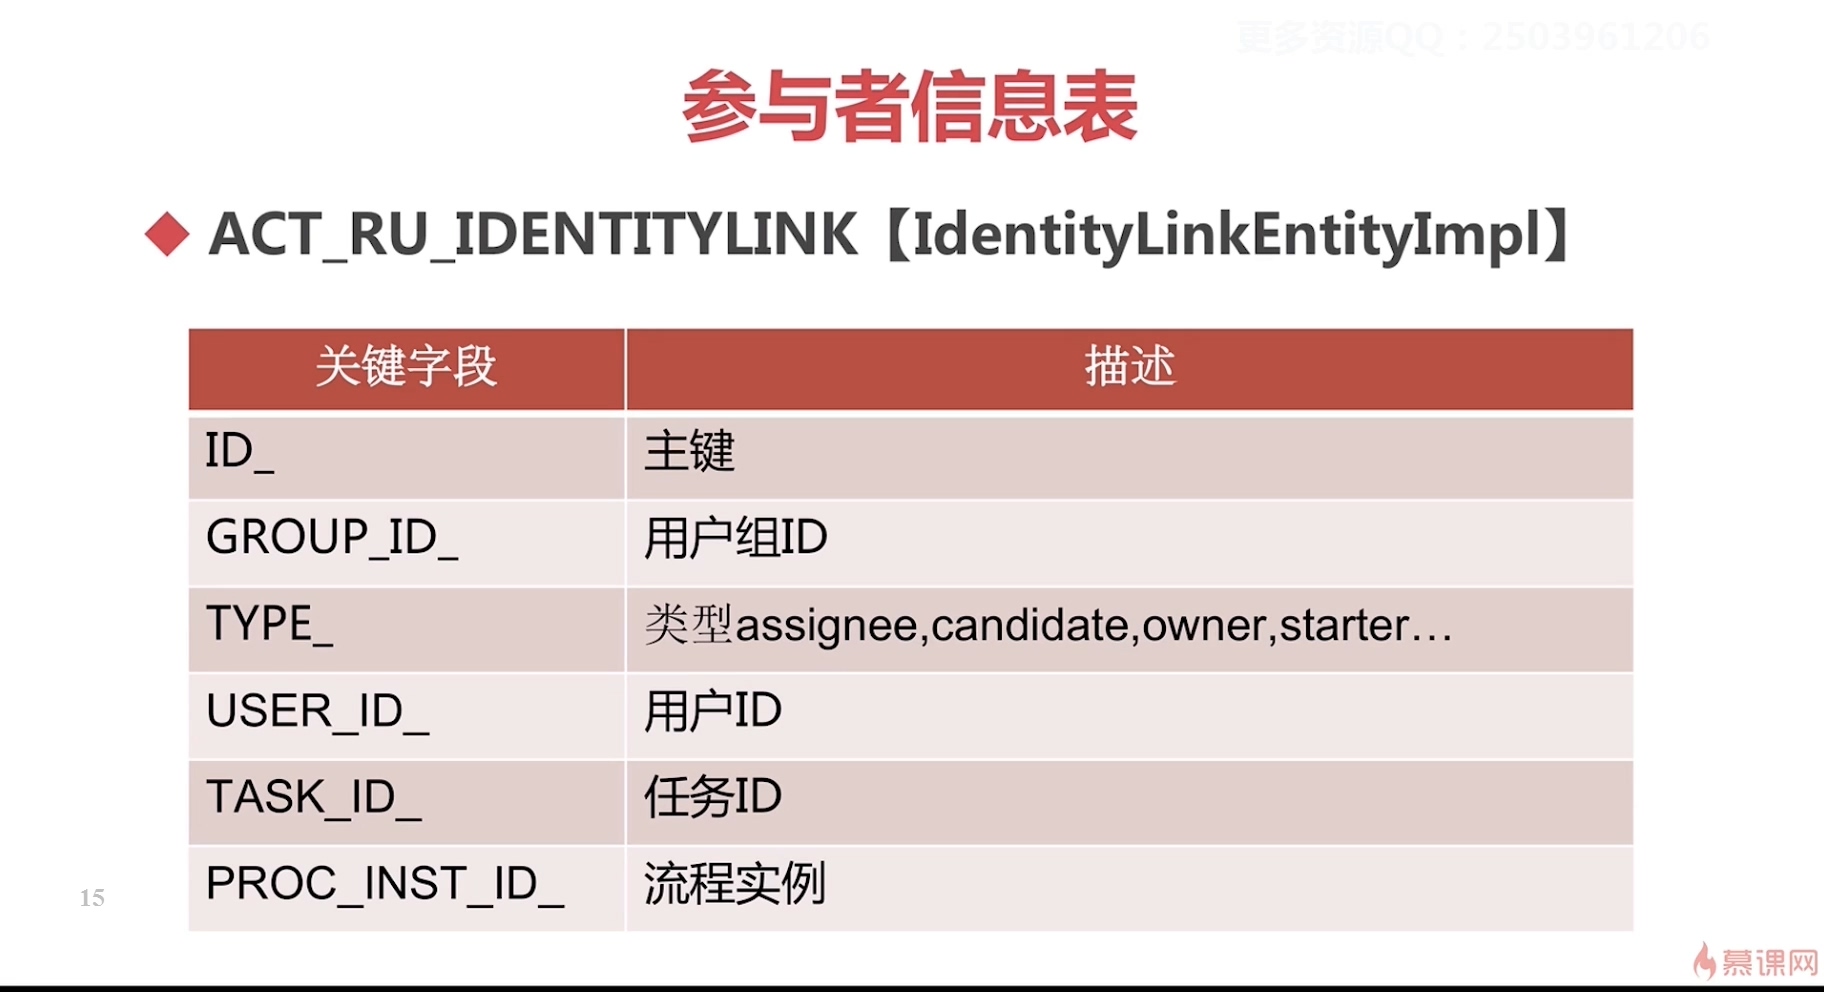 更多资源QQ：2503961206
参与者信息表
ACT_RU_IDENTITYLINK【IdentityLinkEntityImpl】
关键字段 描述
ID_ 主键
GROUP_ID_ 用户组ID
TYPE_ 类型assignee,candidate,owner,starter…
USER_ID_ 用户ID
TASK_ID_ 任务ID
PROC_INST_ID_ 流程实例
15
慕课网